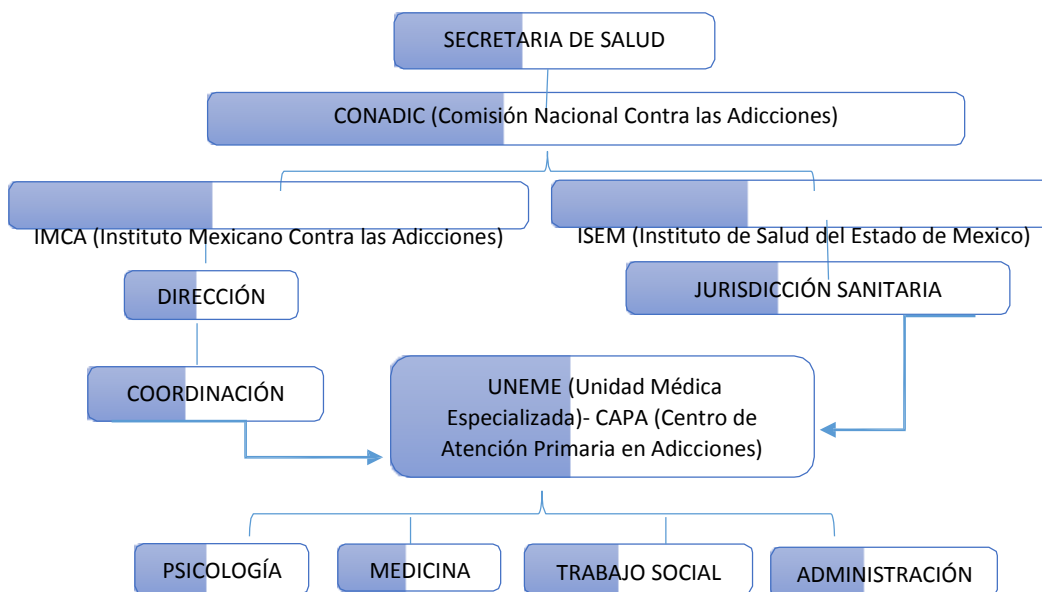 SECRETARIA DE SALUD
CONADIC (Comisión Nacional Contra las Adicciones)
IMCA (Instituto Mexicano Contra las Adicciones)
ISEM (Instituto de Salud del Estado de Mexico)
DIRECCIÓN
JURISDICCIÓN SANITARIA
COORDINACIÓN
UNEME (Unidad Médica
Especializada)- CAPA (Centro de
Atención Primaria en Adicciones)
PSICOLOGÍA
MEDICINA
TRABAJO SOCIAL
ADMINISTRACIÓN